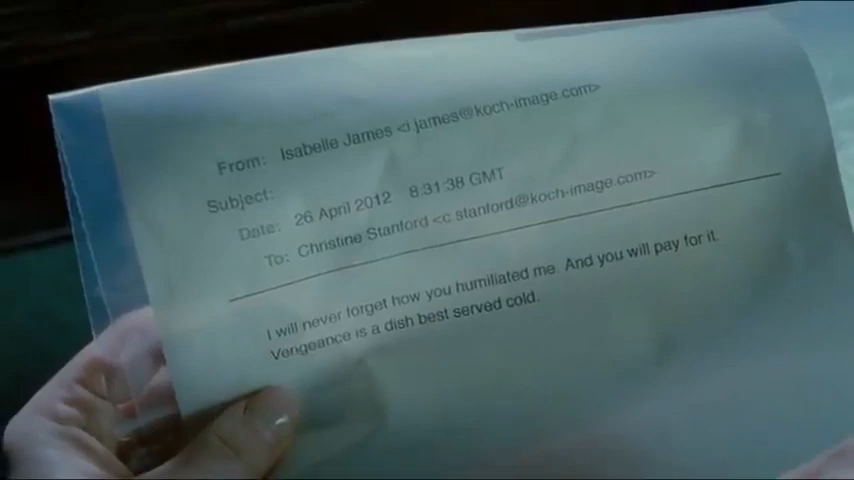 From: Isabelle James <i james@koch-image.com>
Subject:
Date: 26 April 2012 8:31:38 GMT
To: Christine Stanford <c stanford@koch-image.com>
I will never forget how you humiliated me. And you will pay for it.
Vengeance is a dish best served cold.